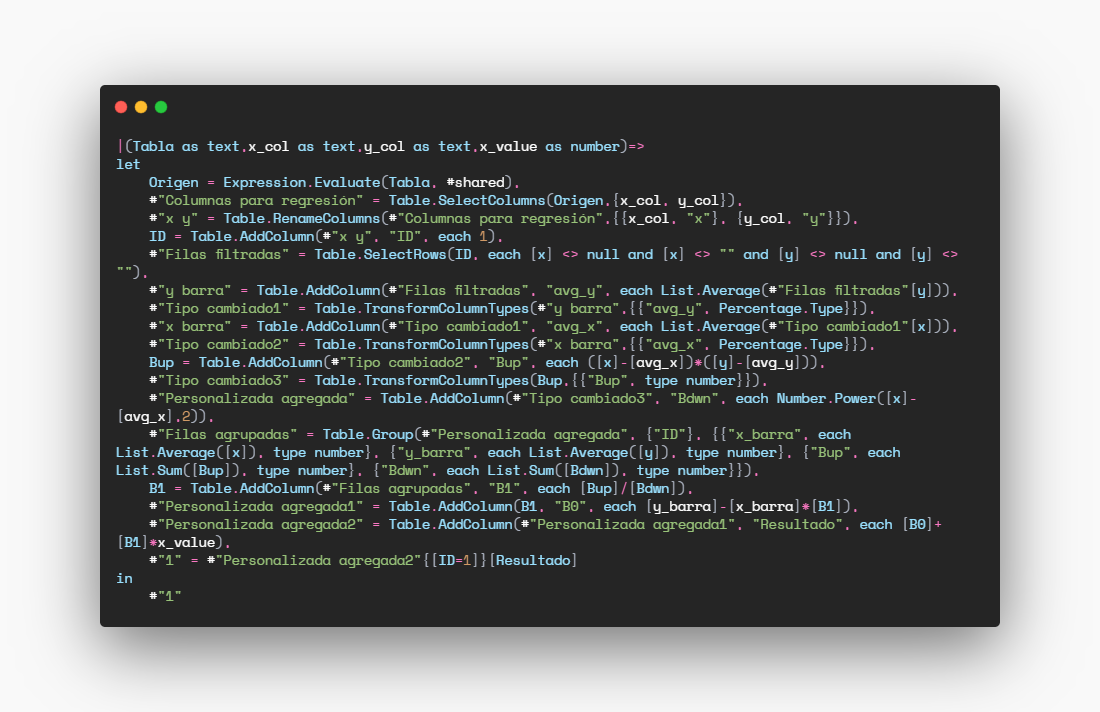 |(Tabla as text,x_col as text,y_col as text,x_value as number)=>
let
    Origen = Expression.Evaluate(Tabla, #shared),
    #"Columnas para regresión" = Table.SelectColumns(Origen,{x_col, y_col}),
    #"x y" = Table.RenameColumns(#"Columnas para regresión",{{x_col, "x"}, {y_col, "y"}}),
    ID = Table.AddColumn(#"x y", "ID", each 1),
    #"Filas filtradas" = Table.SelectRows(ID, each [x] <> null and [x] <> "" and [y] <> null and [y] <>
""),
    #"y barra" = Table.AddColumn(#"Filas filtradas", "avg_y", each List.Average(#"Filas filtradas"[y])),
    #"Tipo cambiado1" = Table.TransformColumnTypes(#"y barra",{{"avg_y", Percentage.Type}}),
    #"x barra" = Table.AddColumn(#"Tipo cambiado1", "avg_x", each List.Average(#"Tipo cambiado1"[x])),
    #"Tipo cambiado2" = Table.TransformColumnTypes(#"x barra",{{"avg_x", Percentage.Type}}),
    Bup = Table.AddColumn(#"Tipo cambiado2", "Bup", each ([x]-[avg_x])*([y]-[avg_y])),
    #"Tipo cambiado3" = Table.TransformColumnTypes(Bup,{{"Bup", type number}}),
    #"Personalizada agregada" = Table.AddColumn(#"Tipo cambiado3", "Bdwn", each Number.Power([x]-
[avg_x],2)),
    #"Filas agrupadas" = Table.Group(#"Personalizada agregada", {"ID"}, {{"x_barra", each
List.Average([x]), type number}, {"y_barra", each List.Average([y]), type number}, {"Bup", each
List.Sum([Bup]), type number}, {"Bdwn", each List.Sum([Bdwn]), type number}}),
    B1 = Table.AddColumn(#"Filas agrupadas", "B1", each [Bup]/[Bdwn]),
    #"Personalizada agregada1" = Table.AddColumn(B1, "B0", each [y_barra]-[x_barra]*[B1]),
    #"Personalizada agregada2" = Table.AddColumn(#"Personalizada agregada1", "Resultado", each [B0]+
[B1]*x_value),
    #"1" = #"Personalizada agregada2"{[ID=1]}[Resultado]
in
    #"1"